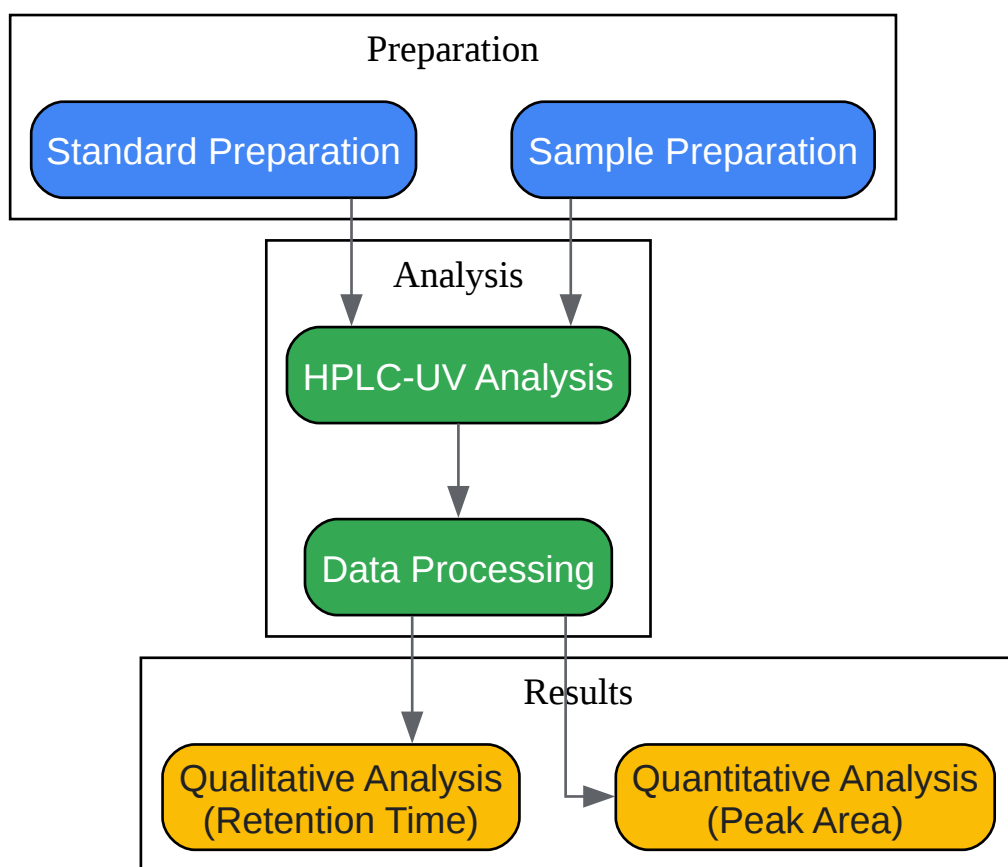 Preparation
Standard Preparation
Sample Preparation
Analysis
HPLC-UV Analysis
Data Processing
Results
Qualitative Analysis
(Retention Time)
Quantitative Analysis
(Peak Area)